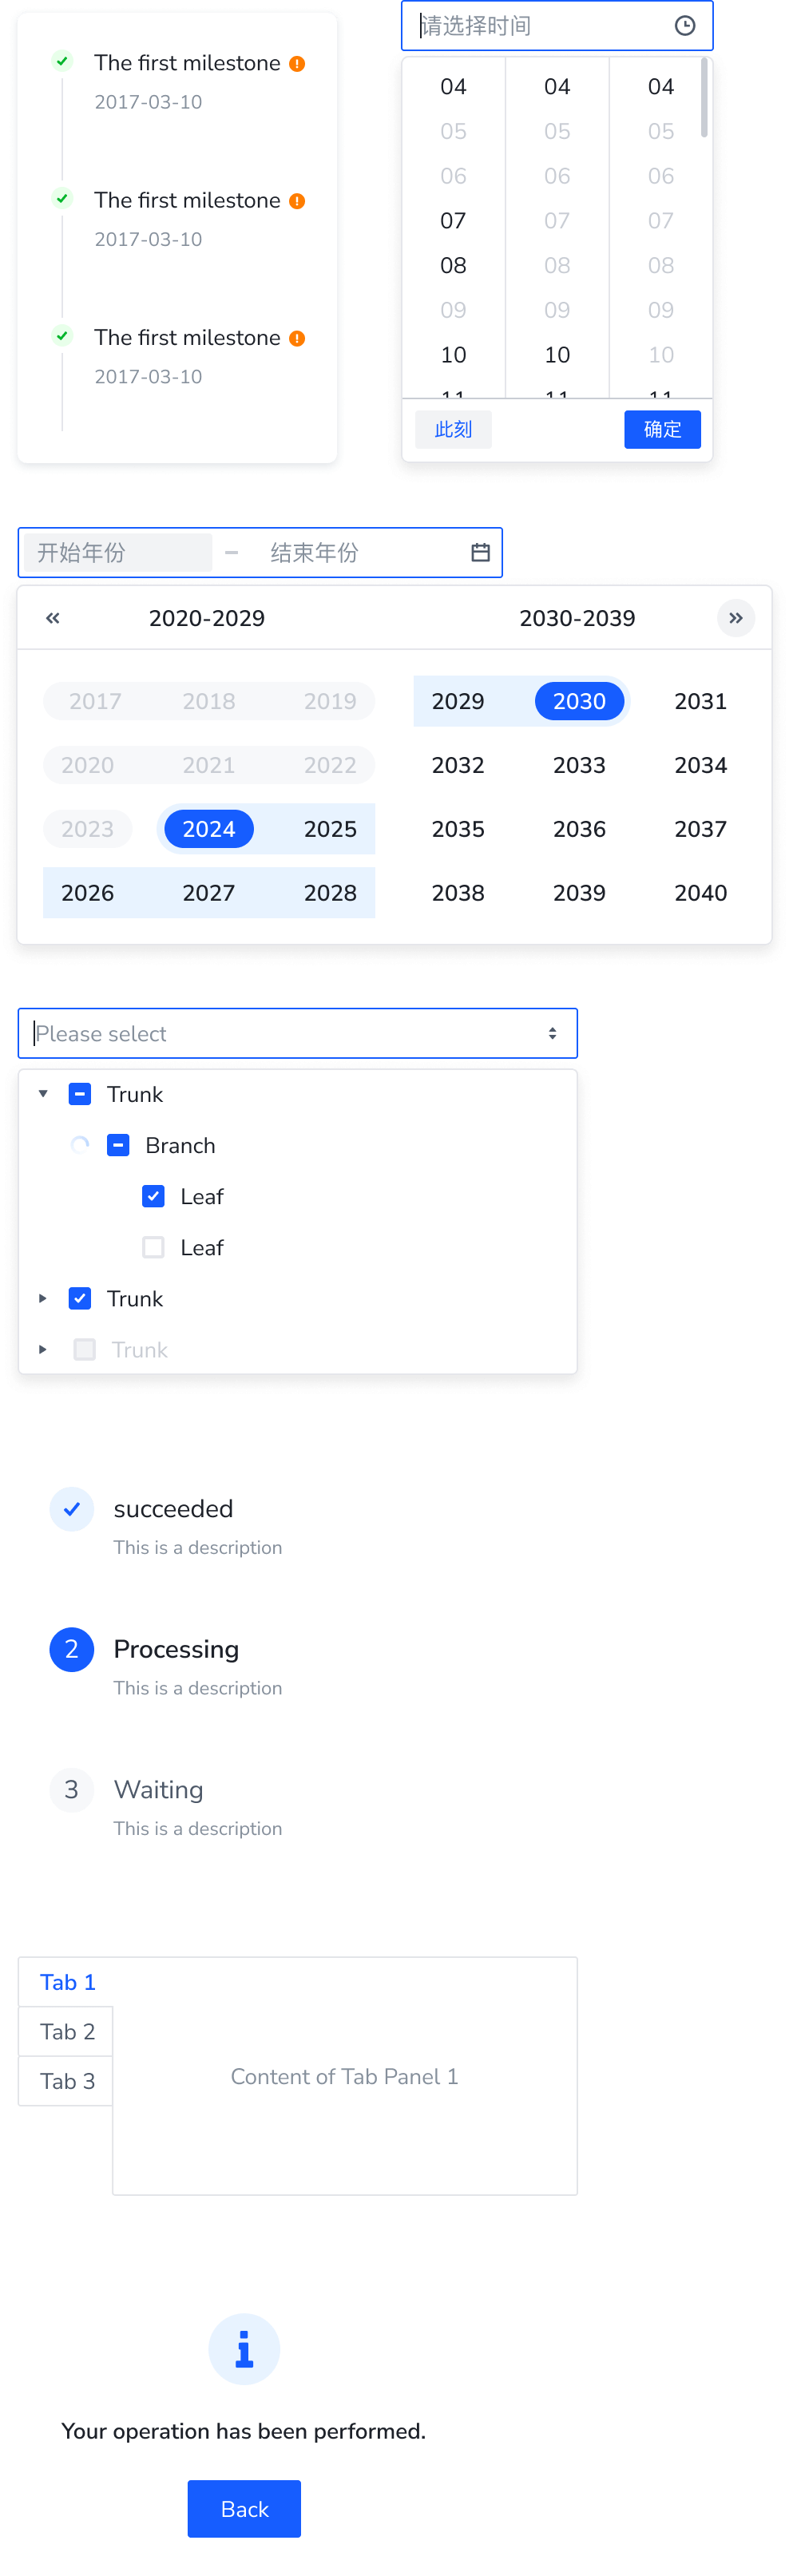 The first milestone
2017-03-10
The first milestone
2017-03-10
The first milestone
2017-03-10
请选择时间
04 04 04
05 05 05
06 06 06
07 07 07
08 08 08
09 09 09
10 10 10
11 11 11
此刻 确定
开始年份 – 结束年份
2020-2029 2030-2039
2017 2018 2019 2029 2030 2031
2020 2021 2022 2032 2033 2034
2023 2024 2025 2035 2036 2037
2026 2027 2028 2038 2039 2040
Please select
Trunk
Branch
Leaf
Leaf
Trunk
Trunk
succeeded
This is a description
2 Processing
This is a description
3 Waiting
This is a description
Tab 1
Tab 2
Tab 3
Content of Tab Panel 1
Your operation has been performed.
Back